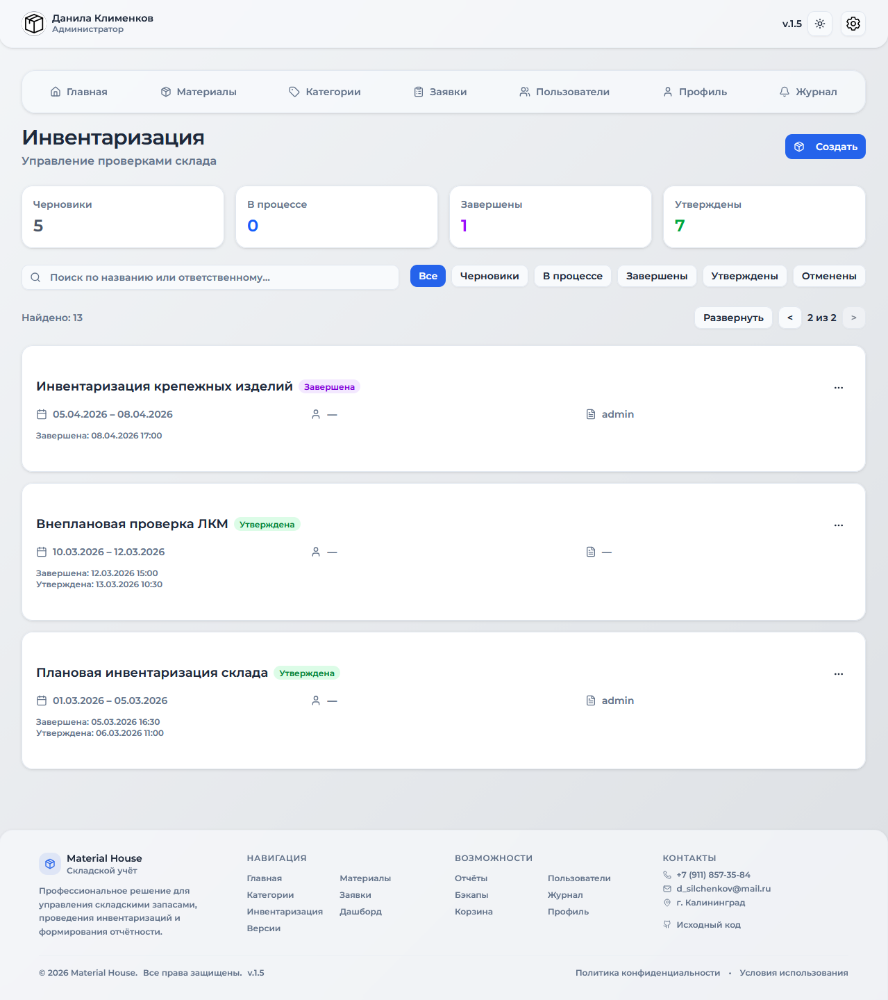 Данила Клименков
Администратор
v.1.5
Главная
Материалы
Категории
Заявки
Пользователи
Профиль
Журнал
Инвентаризация
Управление проверками склада
Создать
Черновики
5
В процессе
0
Завершены
1
Утверждены
7
Поиск по названию или ответственному...
Все
Черновики
В процессе
Завершены
Утверждены
Отменены
Найдено: 13
Развернуть
<
2 из 2
>
Инвентаризация крепежных изделий
Завершена
...
05.04.2026 – 08.04.2026
—
admin
Завершена: 08.04.2026 17:00
Внеплановая проверка ЛКМ
Утверждена
...
10.03.2026 – 12.03.2026
—
—
Завершена: 12.03.2026 15:00
Утверждена: 13.03.2026 10:30
Плановая инвентаризация склада
Утверждена
...
01.03.2026 – 05.03.2026
—
admin
Завершена: 05.03.2026 16:30
Утверждена: 06.03.2026 11:00
Material House
Складской учёт
Профессиональное решение для
управления складскими запасами,
проведения инвентаризаций и
формирования отчётности.
НАВИГАЦИЯ
Главная
Материалы
Категории
Заявки
Инвентаризация
Дашборд
Версии
ВОЗМОЖНОСТИ
Отчёты
Пользователи
Бэкапы
Журнал
Корзина
Профиль
КОНТАКТЫ
+7 (911) 857-35-84
d_silchenkov@mail.ru
г. Калининград
Исходный код
© 2026 Material House. Все права защищены. v.1.5
Политика конфиденциальности • Условия использования